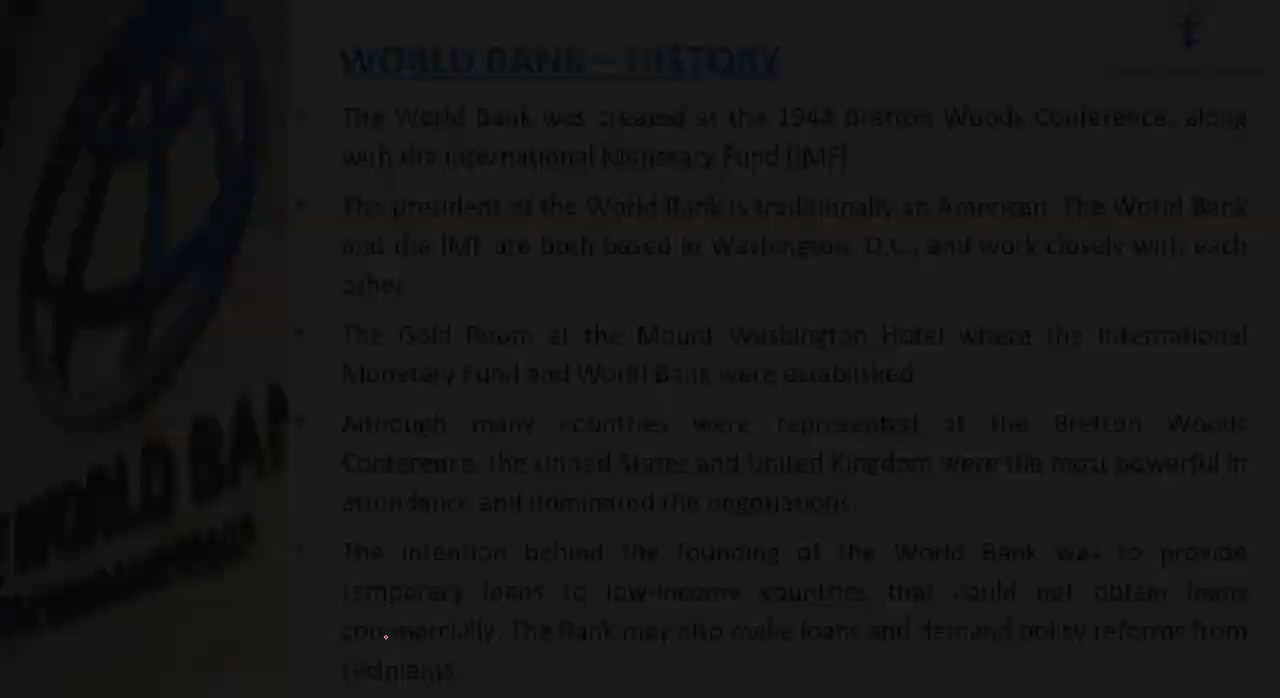 WORLD BANK – HISTORY
The World Bank was created at the 1944 Bretton Woods Conference, along
with the International Monetary Fund (IMF).
The president of the World Bank is traditionally an American. The World Bank
and the IMF are both based in Washington, D.C., and work closely with each
other.
The Gold Room at the Mount Washington Hotel where the International
Monetary Fund and World Bank were established
Although many countries were represented at the Bretton Woods
Conference, the United States and United Kingdom were the most powerful in
attendance and dominated the negotiations.
The intention behind the founding of the World Bank was to provide
temporary loans to low-income countries that could not obtain loans
commercially. The Bank may also make loans and demand policy reforms from
recipients.
WORLD BAN